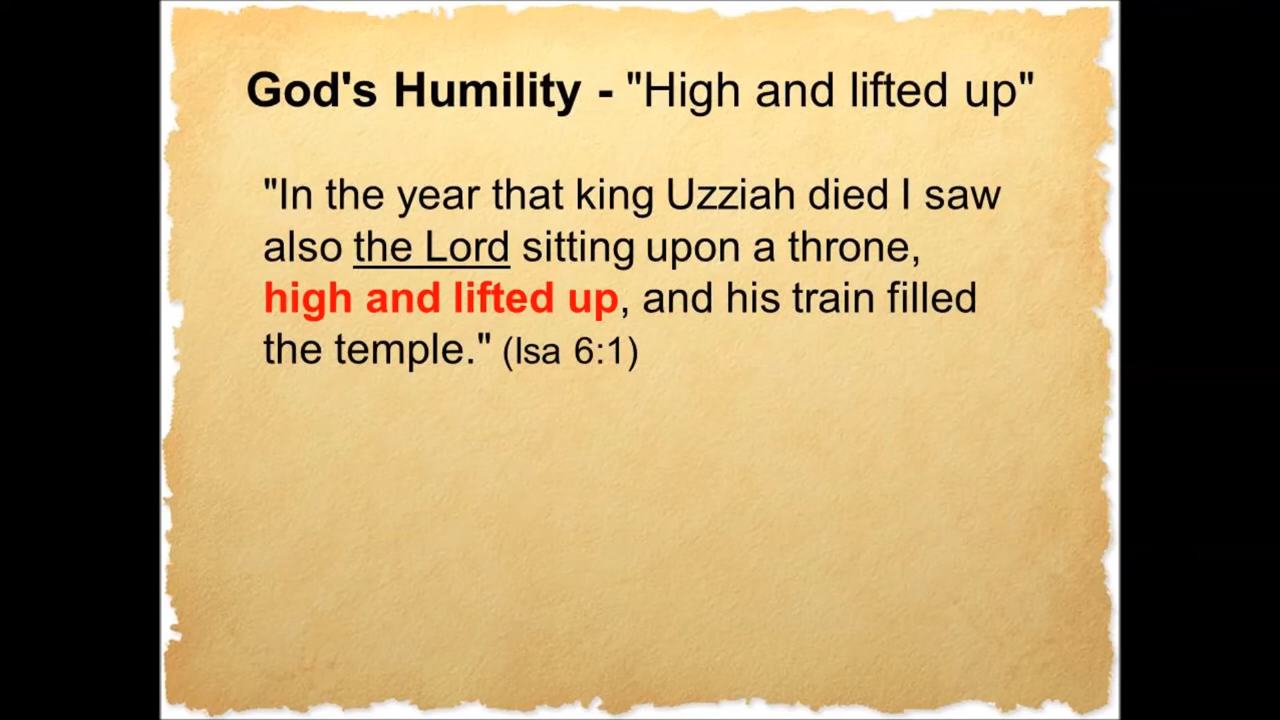 God's Humility - "High and lifted up"
"In the year that king Uzziah died I saw
also the Lord sitting upon a throne,
high and lifted up, and his train filled
the temple." (Isa 6:1)